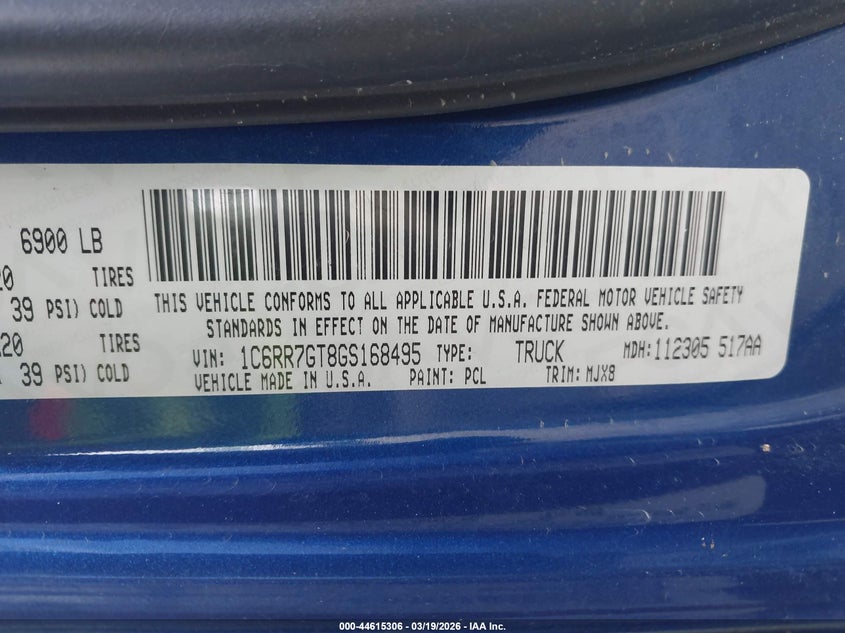 6900 LB
20 TIRES
39 PSI) COLD
20 TIRES
39 PSI) COLD
THIS VEHICLE CONFORMS TO ALL APPLICABLE U.S.A. FEDERAL MOTOR VEHICLE SAFETY
STANDARDS IN EFFECT ON THE DATE OF MANUFACTURE SHOWN ABOVE.
VIN: 1C6RR7GT8GS168495 TYPE: TRUCK MDH:112305 517AA
VEHICLE MADE IN U.S.A. PAINT: PCL TRIM: MJX8
000-44615306 - 03/19/2026 - IAA Inc.